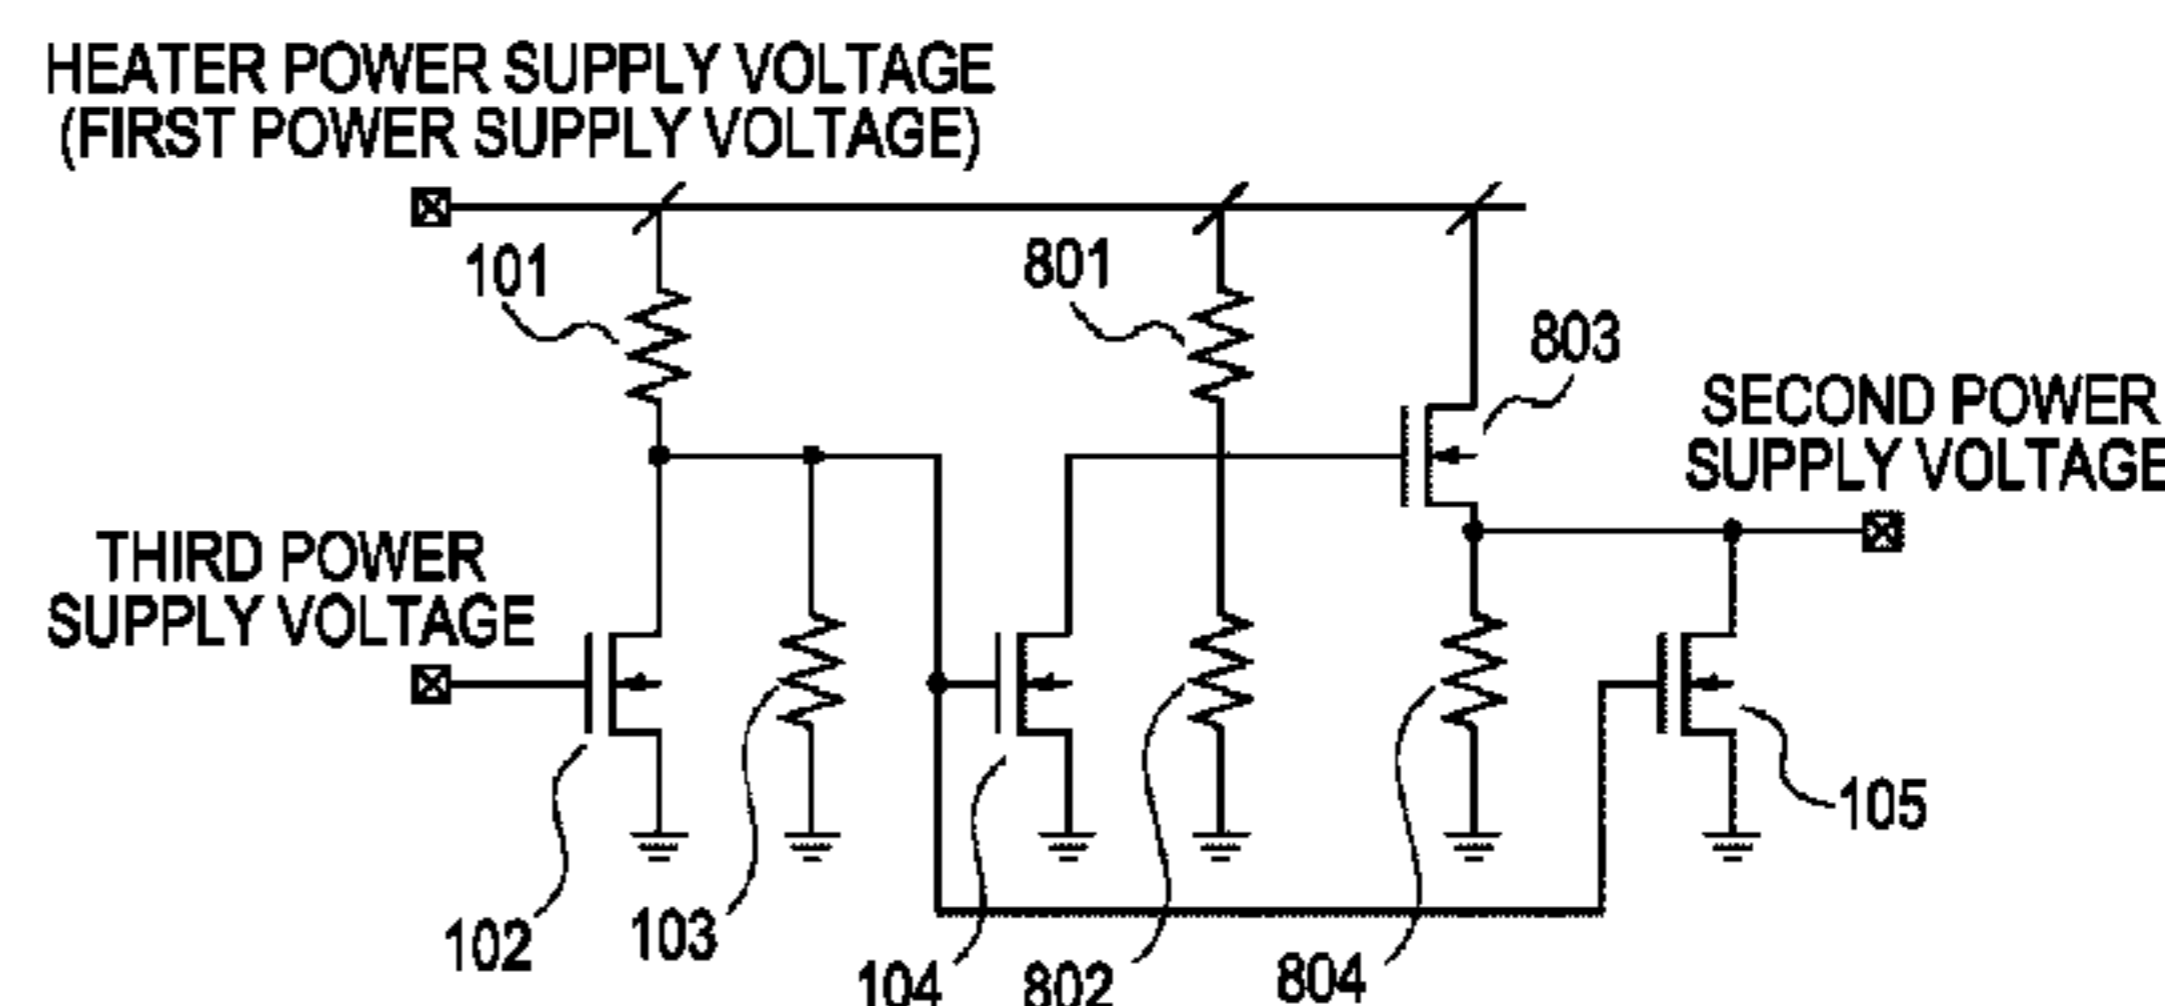 HEATER POWER SUPPLY VOLTAGE
(FIRST POWER SUPPLY VOLTAGE)
101
801
803
SECOND POWER
SUPPLY VOLTAGE
THIRD POWER
SUPPLY VOLTAGE
105
102
103
104
802
804